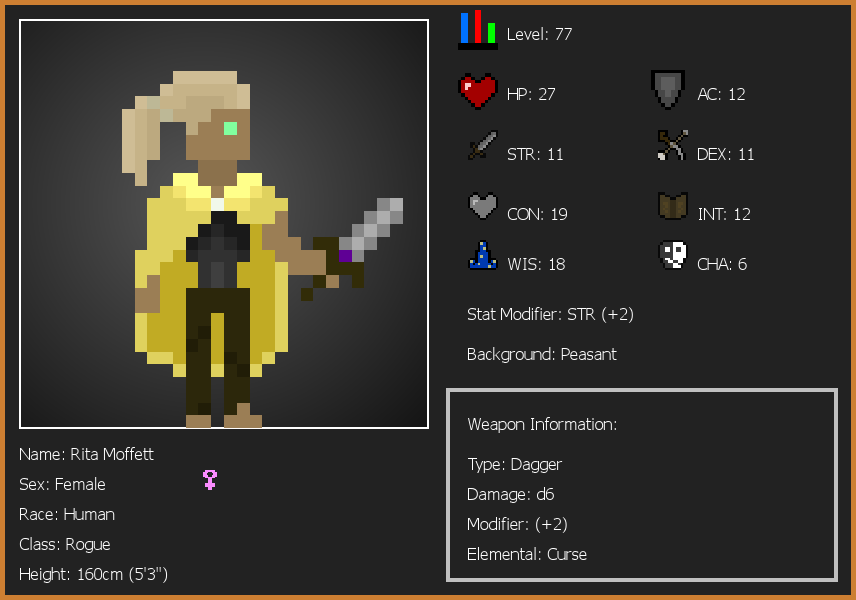 Level: 77
HP: 27
AC: 12
STR: 11
DEX: 11
CON: 19
INT: 12
WIS: 18
CHA: 6
Stat Modifier: STR (+2)
Background: Peasant
Weapon Information:
Type: Dagger
Damage: d6
Modifier: (+2)
Elemental: Curse
Name: Rita Moffett
Sex: Female
Race: Human
Class: Rogue
Height: 160cm (5'3")